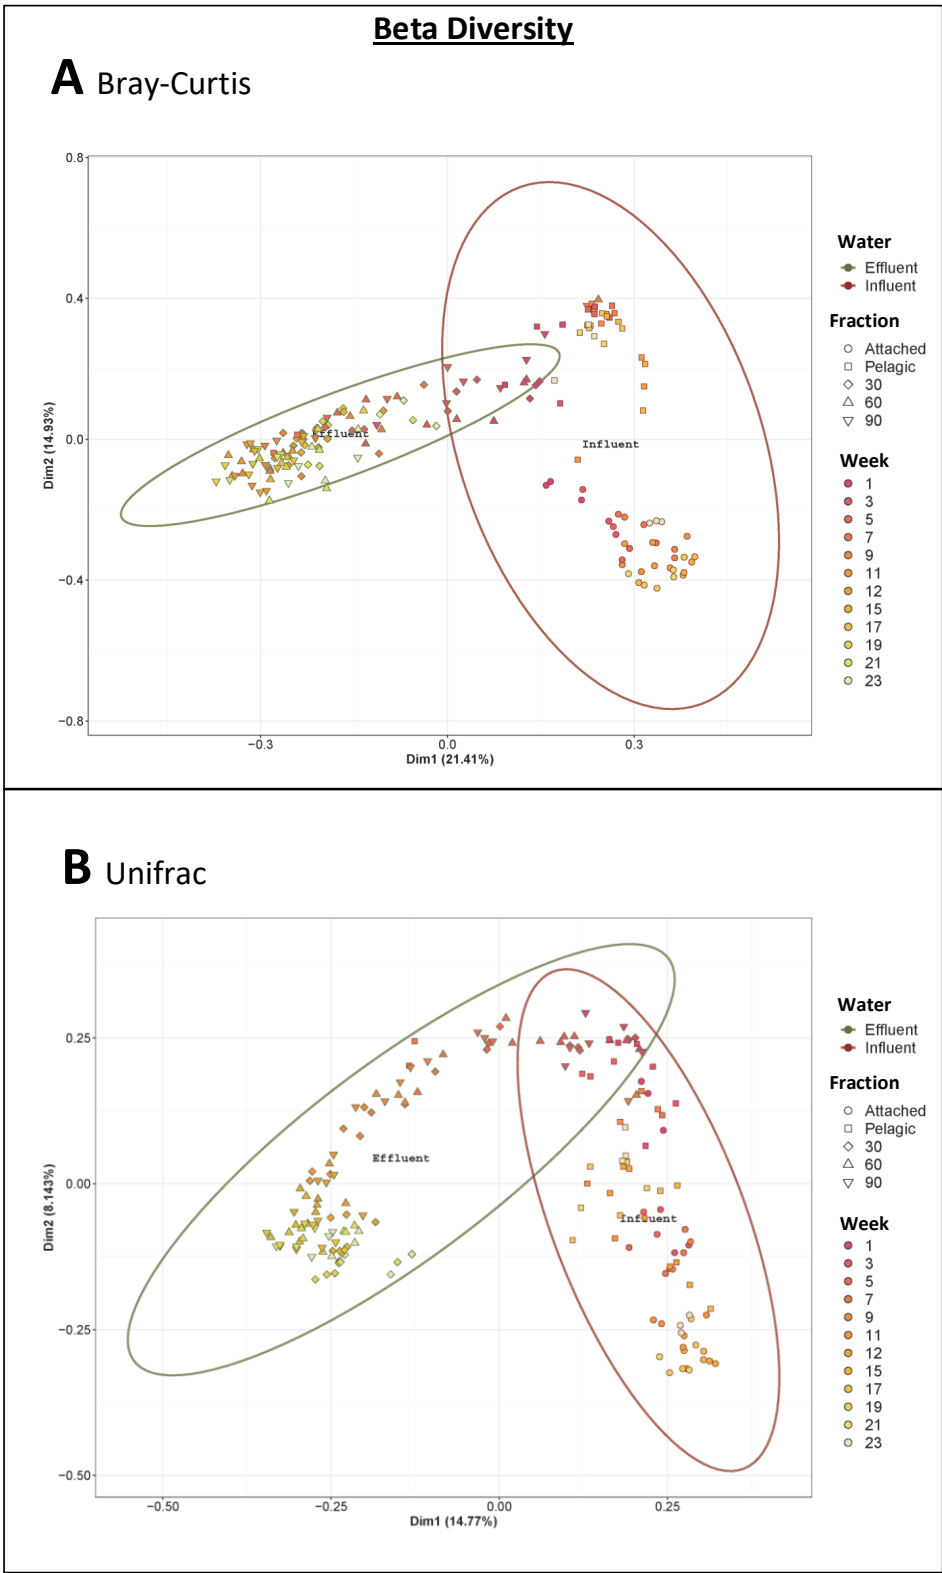 Beta Diversity
A Bray-Curtis
0.8
0.4
0.0
−0.4
−0.8
Dim2 (14.93%)
Effluent
Influent
−0.3
0.0
0.3
Dim1 (21.41%)
Water
Effluent
Influent
Fraction
Attached
Pelagic
30
60
90
Week
1
3
5
7
9
11
12
15
17
19
21
23
B Unifrac
0.25
0.00
−0.25
−0.50
Dim2 (8.143%)
Effluent
Influent
−0.50
−0.25
0.00
0.25
Dim1 (14.77%)
Water
Effluent
Influent
Fraction
Attached
Pelagic
30
60
90
Week
1
3
5
7
9
11
12
15
17
19
21
23